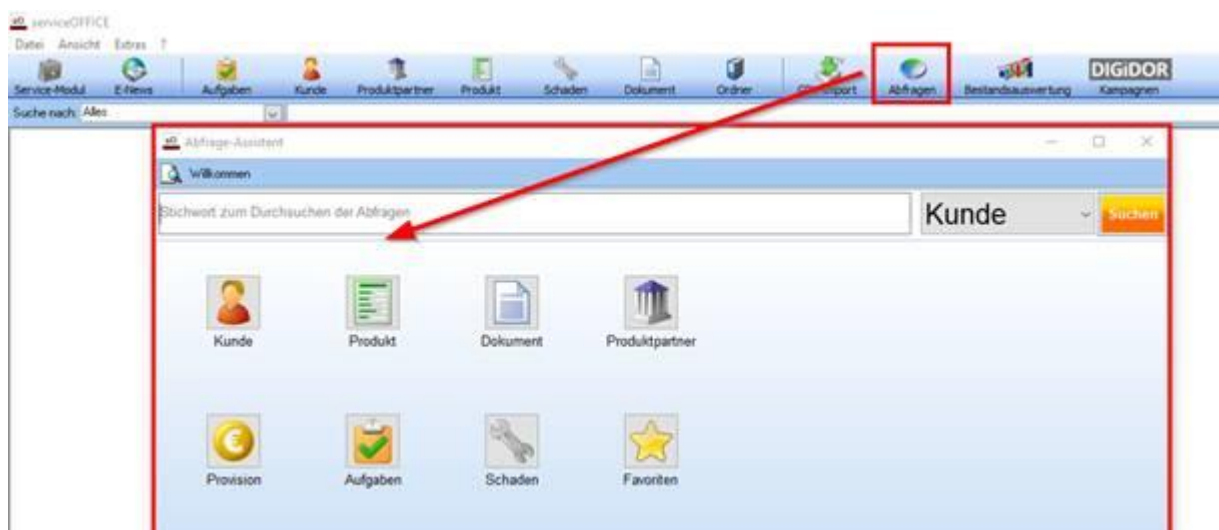 serviceOFFICE
Datei Ansicht Extras ?
Service-Modul E-News Aufgaben Kunde Produktpartner Produkt Schaden Dokument Ordner Abfragen Bestandsauswertung DIGiDOR Kampagnen
Suche nach: Alles
Abfrage-Assistent
Willkommen
Stichwort zum Durchsuchen der Abfragen Kunde Suchen
Kunde Produkt Dokument Produktpartner
Provision Aufgaben Schaden Favoriten